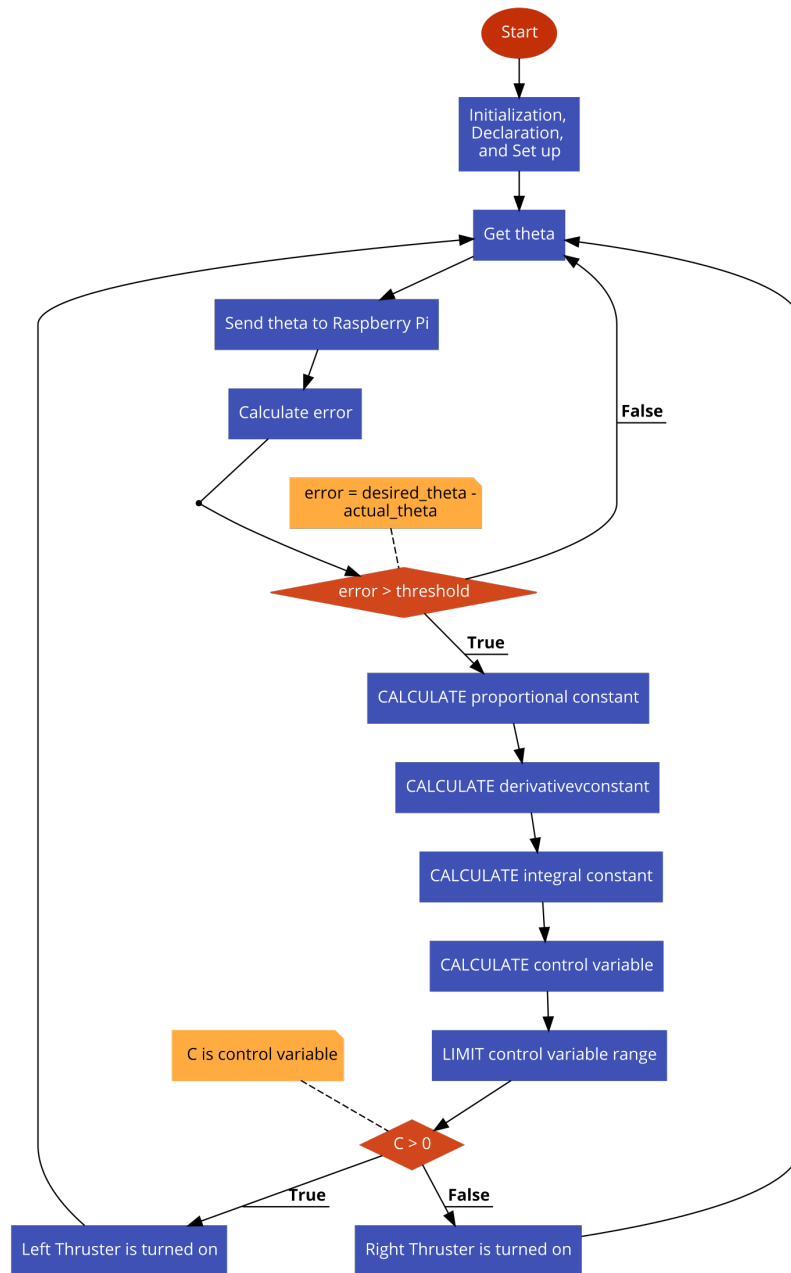 Start
Initialization,
Declaration,
and Set up
Get theta
Send theta to Raspberry Pi
Calculate error
False
error = desired_theta -
actual_theta
error > threshold
True
CALCULATE proportional constant
CALCULATE derivativevconstant
CALCULATE integral constant
CALCULATE control variable
C is control variable
LIMIT control variable range
C > 0
True
False
Left Thruster is turned on
Right Thruster is turned on